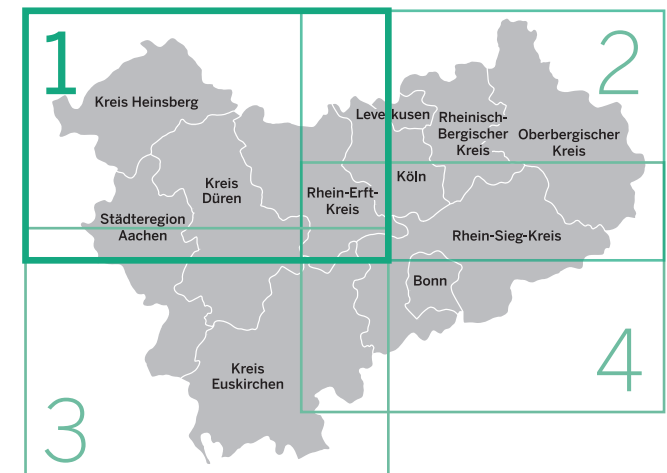 1
2
Kreis Heinsberg
Leverkusen
Rheinisch-
Bergischer
Kreis
Oberbergischer
Kreis
Köln
Kreis
Düren
Rhein-Erft-
Kreis
Städteregion
Aachen
Rhein-Sieg-Kreis
Bonn
Kreis
Euskirchen
3
4